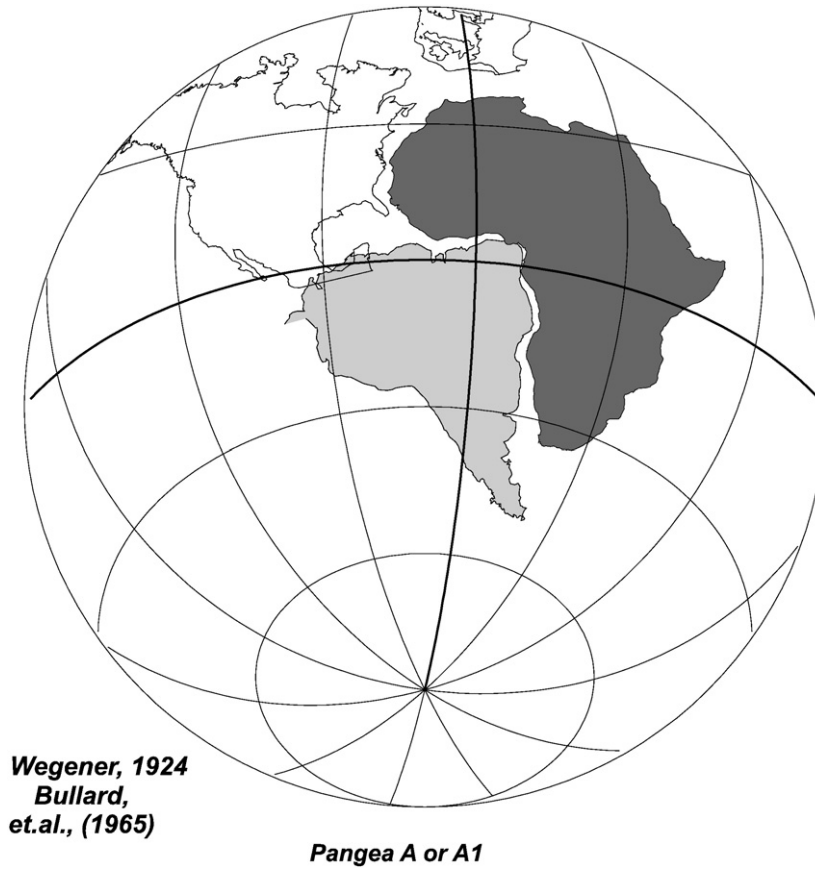 Wegener, 1924
Bullard,
et.al., (1965)
Pangea A or A1